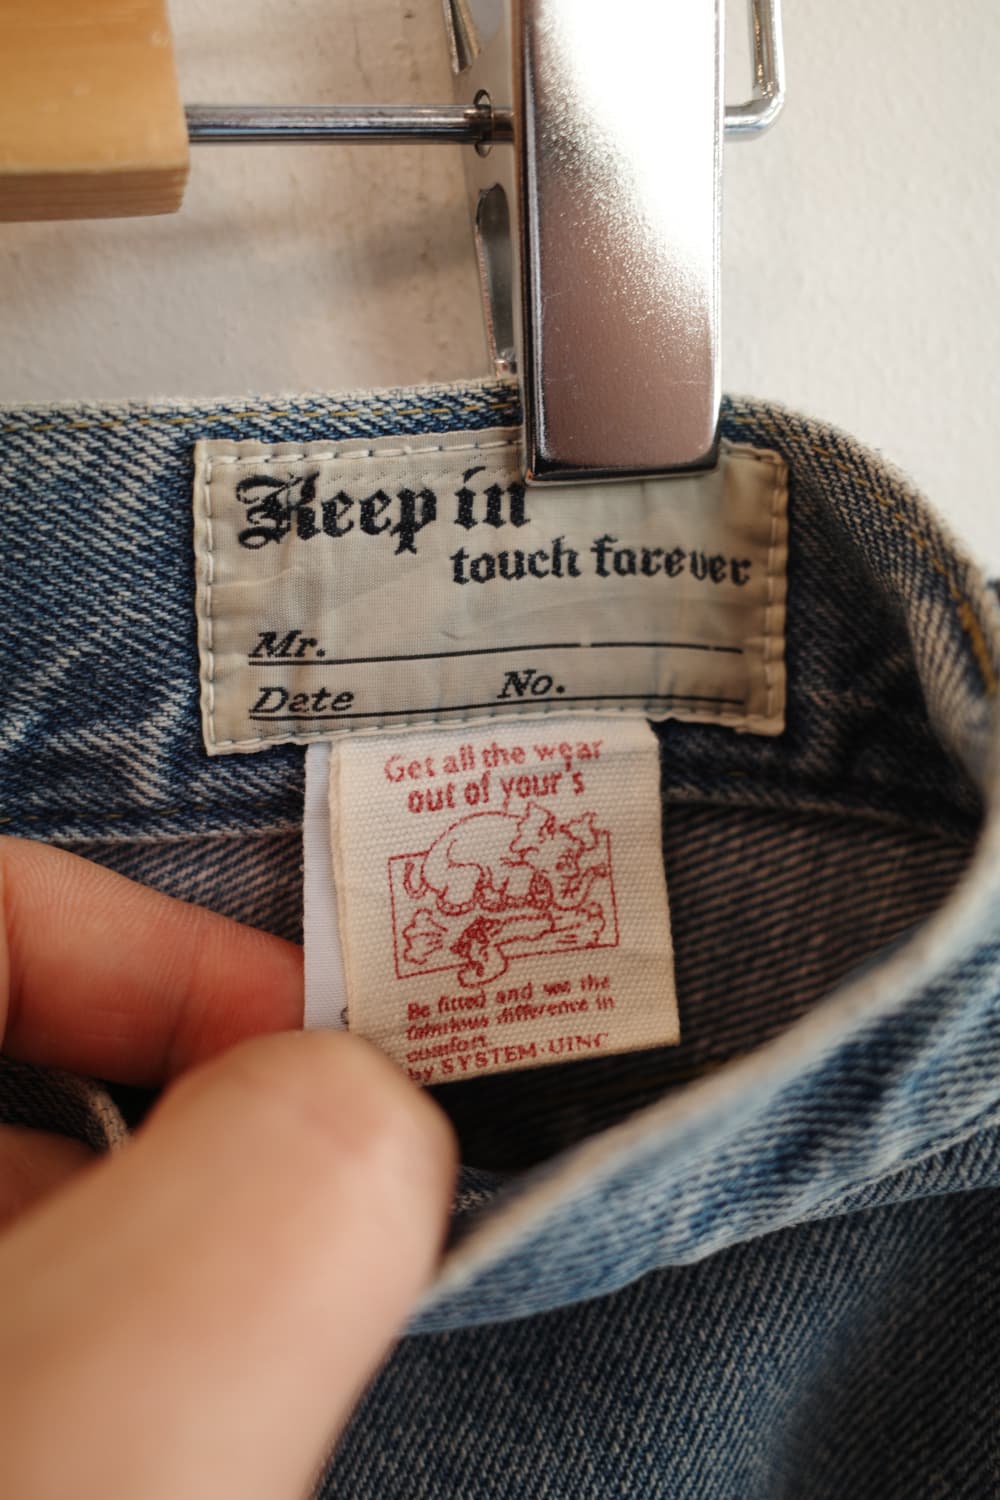 Keep in
touch forever
Mr.
Date No.
Get all the wear
out of your's
Be fitted and see the
fabulous difference in
comfort.
by SYSTEM-UINC